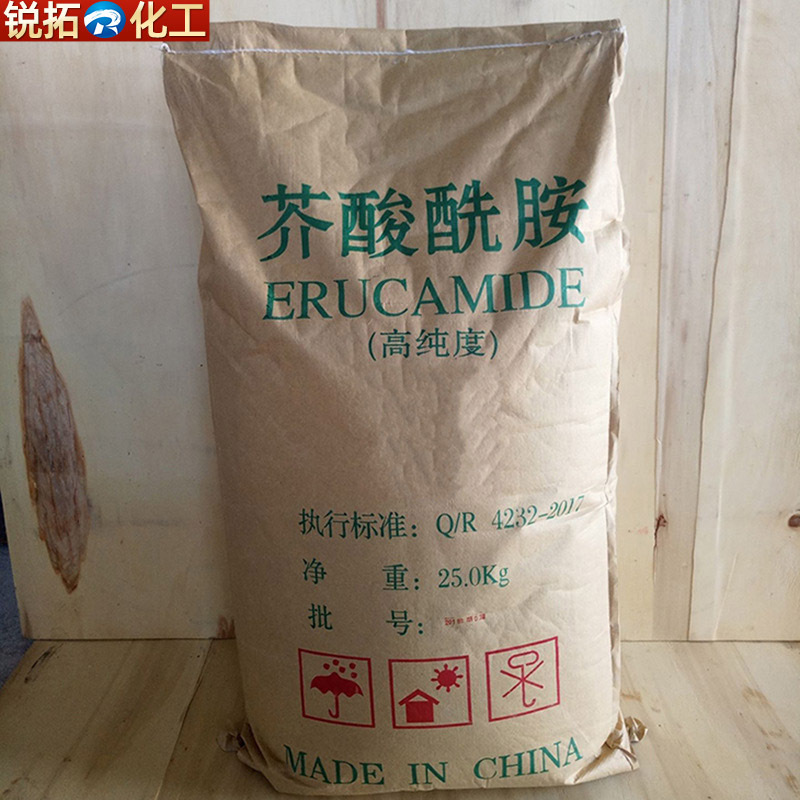 锐拓 化工
芥酸酰胺
ERUCAMIDE
(高纯度)
执行标准: Q/R 4232-2017
净 重: 25.0Kg
批 号:
MADE IN CHINA